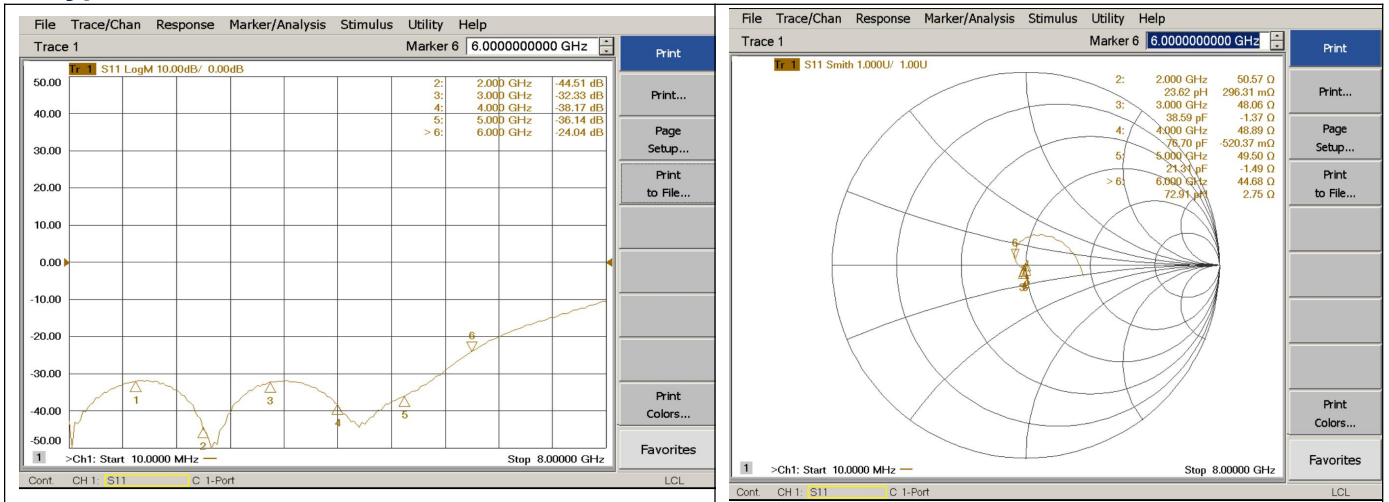 File Trace/Chan Response Marker/Analysis Stimulus Utility Help
Trace 1 Marker 6 6.0000000000 GHz
Print
Tr 1 S11 LogM 10.00dB/ 0.00dB
50.00
40.00
30.00
20.00
10.00
0.00
-10.00
-20.00
-30.00
-40.00
-50.00
2: 2.000 GHz -44.51 dB
3: 3.000 GHz -32.33 dB
4: 4.000 GHz -38.17 dB
5: 5.000 GHz -36.14 dB
> 6: 6.000 GHz -24.04 dB
1
2
3
4
5
6
Print...
Page
Setup...
Print
to File...
Print
Colors...
Favorites
1 >Ch1: Start 10.0000 MHz Stop 8.00000 GHz
Cont. CH 1: S11 C 1-Port LCL
File Trace/Chan Response Marker/Analysis Stimulus Utility Help
Trace 1 Marker 6 6.0000000000 GHz
Print
Tr 1 S11 Smith 1.000U/ 1.00U
2: 2.000 GHz 50.57 Ω
23.62 pH 296.31 mΩ
3: 3.000 GHz 48.06 Ω
38.59 pF -1.37 Ω
4: 4.000 GHz 48.89 Ω
76.70 pF -520.37 mΩ
5: 5.000 GHz 49.50 Ω
21.31 pF -1.49 Ω
> 6: 6.000 GHz 44.68 Ω
72.91 pH 2.75 Ω
6
Print...
Page
Setup...
Print
to File...
Print
Colors...
Favorites
1 >Ch1: Start 10.0000 MHz Stop 8.00000 GHz
Cont. CH 1: S11 C 1-Port LCL